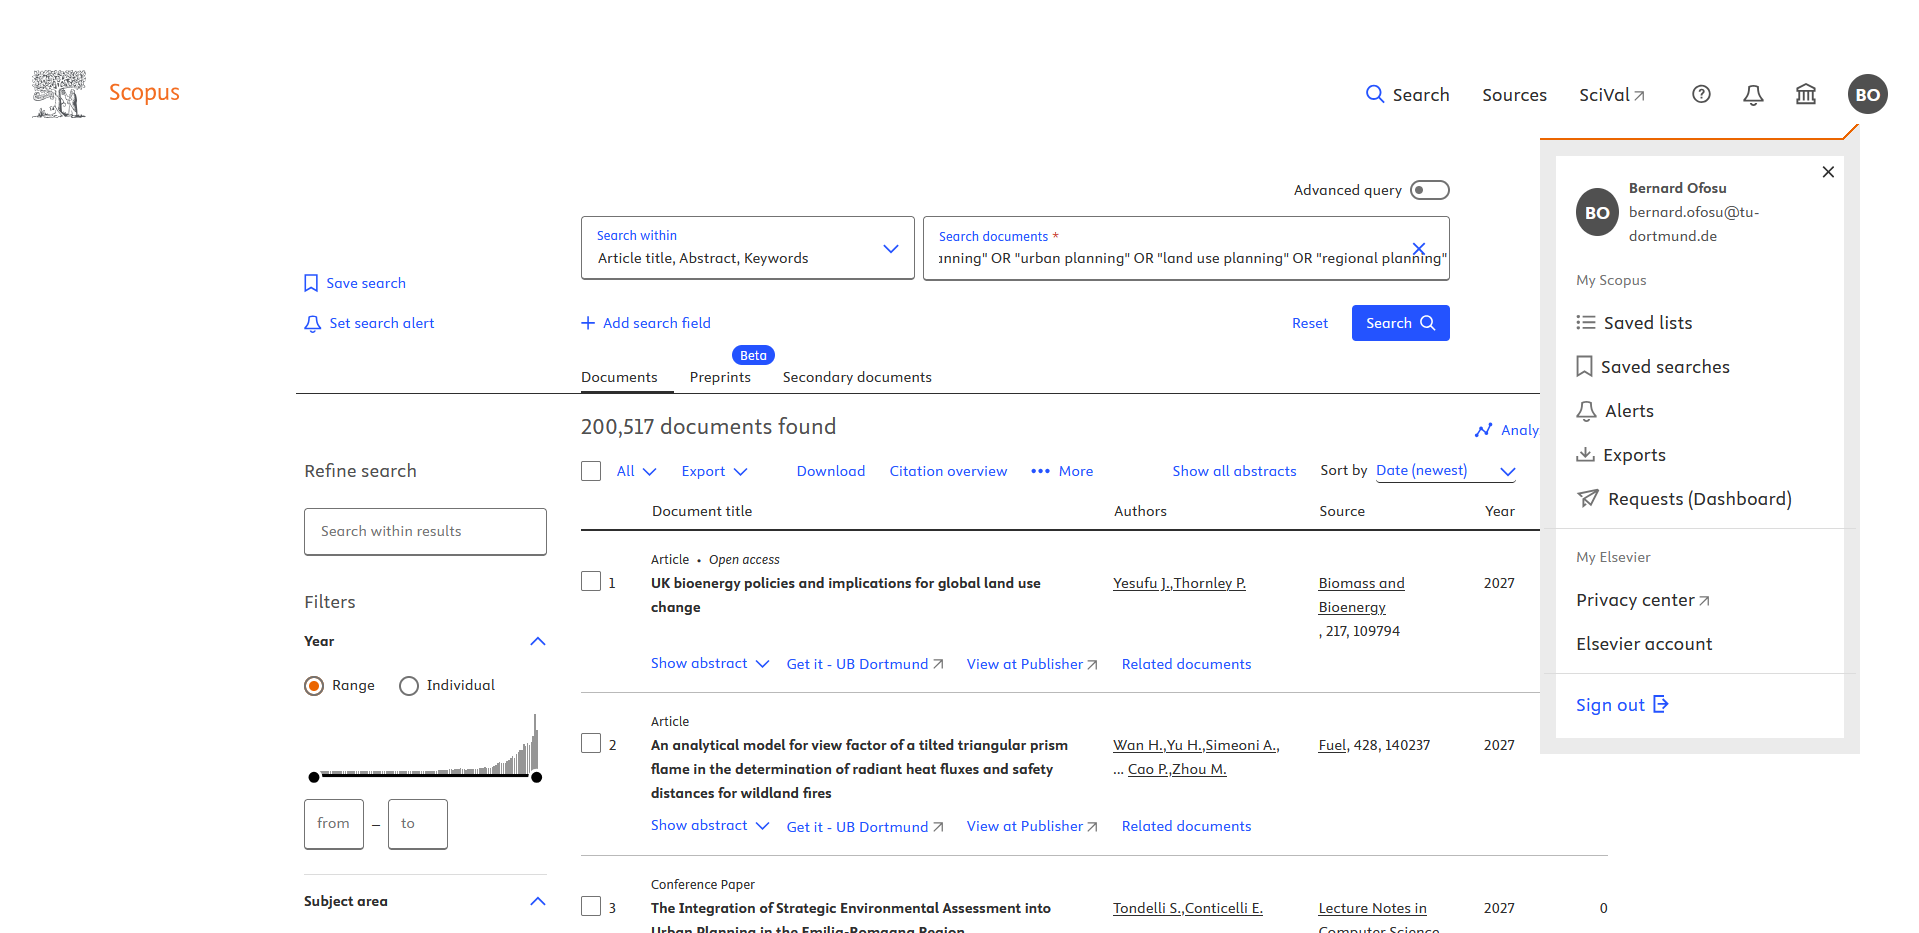 Scopus
Search
Sources
SciVal
BO
Advanced query
Search within
Article title, Abstract, Keywords
Search documents *
OR "urban planning" OR "land use planning" OR "regional planning"
Save search
Set search alert
Add search field
Reset
Search
Beta
Documents
Preprints
Secondary documents
200,517 documents found
Refine search
Search within results
Filters
Year
Range
Individual
from
–
to
Subject area
All
Export
Download
Citation overview
More
Show all abstracts
Sort by
Date (newest)
Document title
Authors
Source
Year
Article • Open access
1
UK bioenergy policies and implications for global land use
change
Yesufu J.,Thornley P.
Biomass and
Bioenergy
, 217, 109794
2027
Show abstract
Get it - UB Dortmund
View at Publisher
Related documents
Article
2
An analytical model for view factor of a tilted triangular prism
flame in the determination of radiant heat fluxes and safety
distances for wildland fires
Wan H.,Yu H.,Simeoni A.,
... Cao P.,Zhou M.
Fuel, 428, 140237
2027
Show abstract
Get it - UB Dortmund
View at Publisher
Related documents
Conference Paper
3
The Integration of Strategic Environmental Assessment into
Urban Planning in the Emilia-Romagna Region
Tondelli S.,Conticelli E.
Lecture Notes in
Computer Science
2027
0
BO
Bernard Ofosu
bernard.ofosu@tu-
dortmund.de
My Scopus
Saved lists
Saved searches
Alerts
Exports
Requests (Dashboard)
My Elsevier
Privacy center
Elsevier account
Sign out